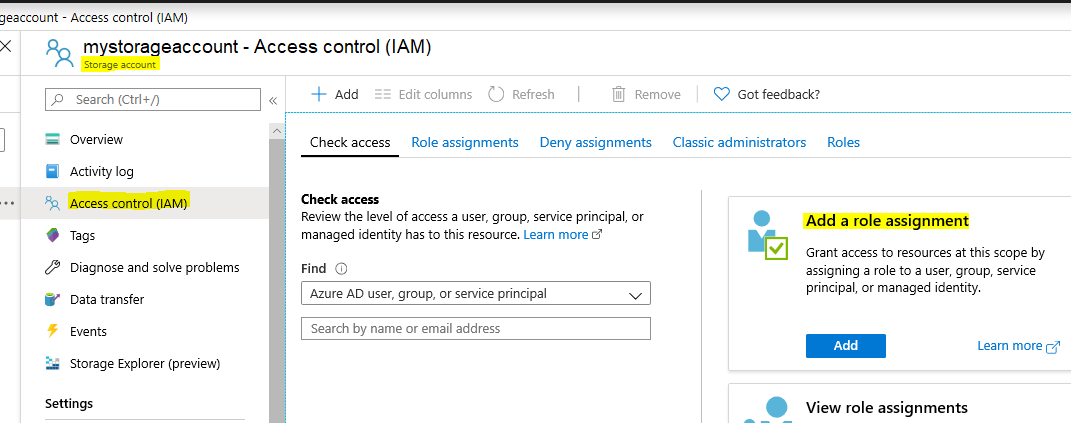 geaccount - Access control (IAM)
mystorageaccount - Access control (IAM)
Storage account
Search (Ctrl+/)
«
Overview
Activity log
Access control (IAM)
Tags
Diagnose and solve problems
Data transfer
Events
Storage Explorer (preview)
Settings
Add
Edit columns
Refresh
Remove
Got feedback?
Check access
Role assignments
Deny assignments
Classic administrators
Roles
Check access
Review the level of access a user, group, service principal, or
managed identity has to this resource. Learn more
Find
Azure AD user, group, or service principal
Search by name or email address
Add a role assignment
Grant access to resources at this scope by
assigning a role to a user, group, service
principal, or managed identity.
Add
Learn more
View role assignments